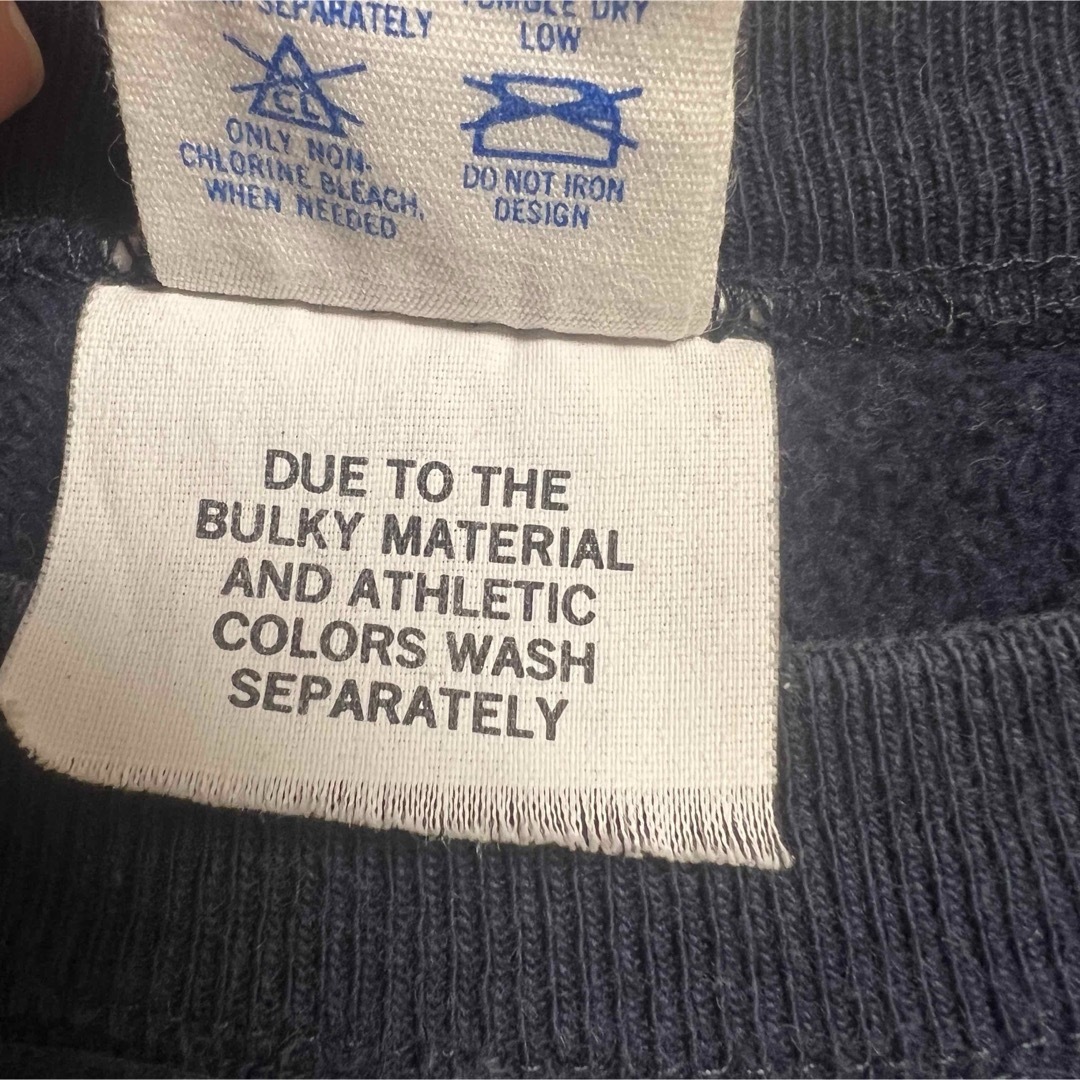 SEPARATELY
TUMBLE DRY
LOW
CL
ONLY NON-
CHLORINE BLEACH,
WHEN NEEDED
DO NOT IRON
DESIGN
DUE TO THE
BULKY MATERIAL
AND ATHLETIC
COLORS WASH
SEPARATELY